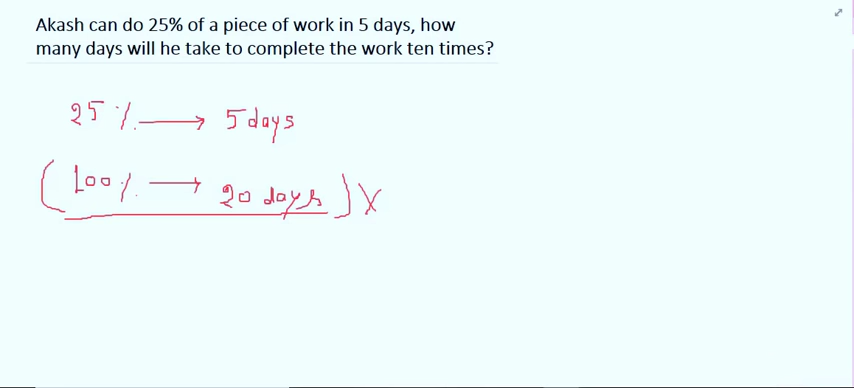 Akash can do 25% of a piece of work in 5 days, how
many days will he take to complete the work ten times?
25% → 5 days
(100% → 20 days) X